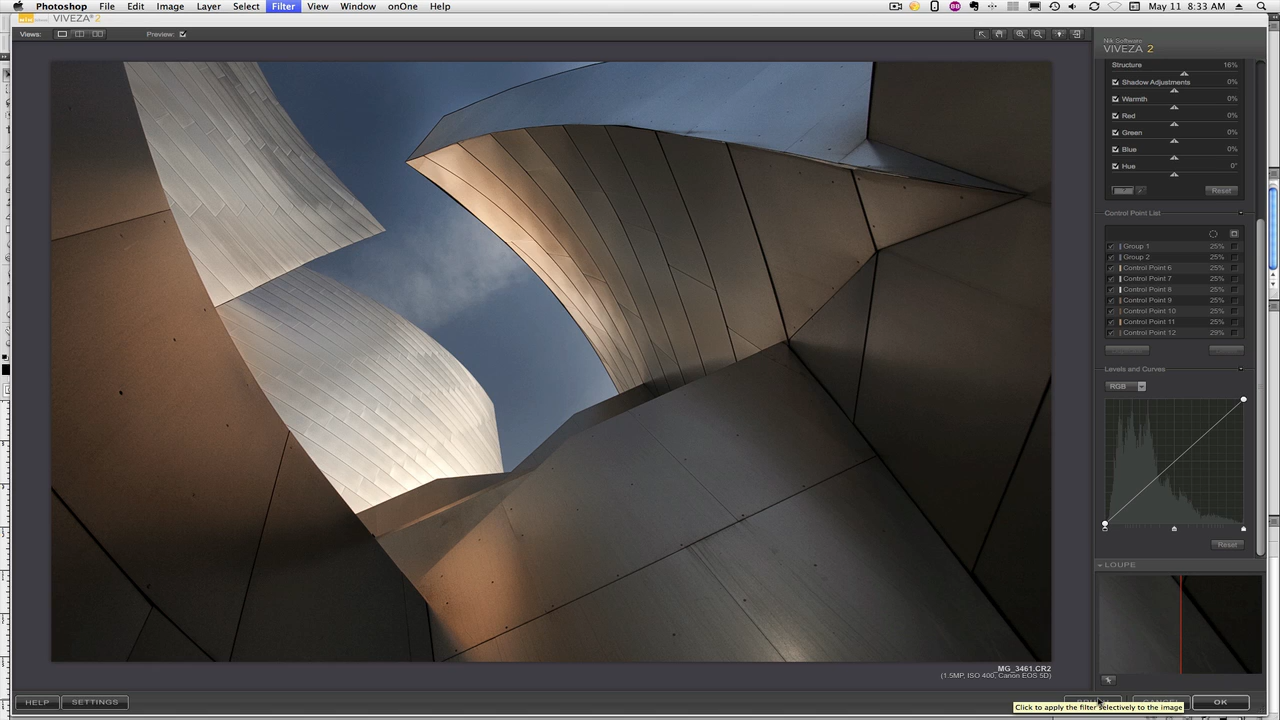 Photoshop File Edit Image Layer Select Filter View Window onOne Help May 11 8:33 AM
VIVEZA® 2
Views: Preview:
Nik Software
VIVEZA 2
Structure 16%
Shadow Adjustments 0%
Warmth 0%
Red 0%
Green 0%
Blue 0%
Hue 0°
Reset
Control Point List
Group 1 25%
Group 2 25%
Control Point 6 25%
Control Point 7 25%
Control Point 8 25%
Control Point 9 25%
Control Point 10 25%
Control Point 11 25%
Control Point 12 29%
Levels and Curves
RGB
Reset
LOUPE
MG_3461.CR2
(1.5MP, ISO 400, Canon EOS 5D)
HELP SETTINGS OK
Click to apply the filter selectively to the image